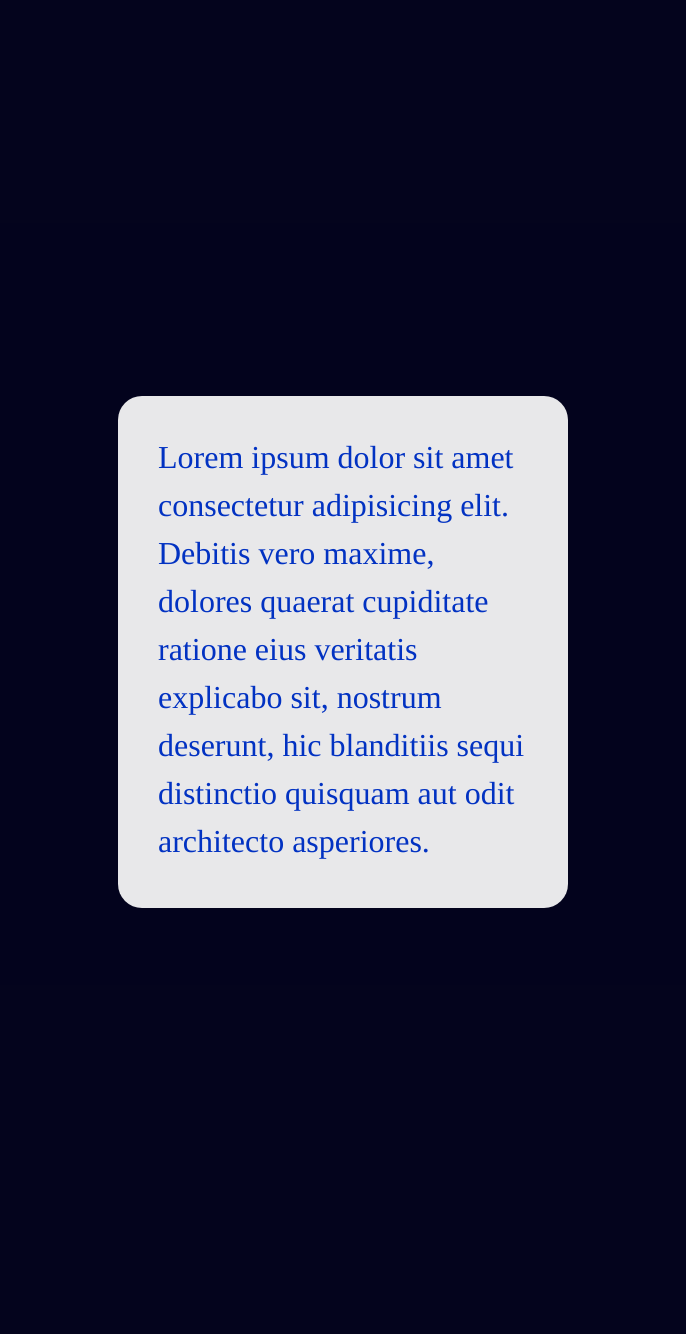 Lorem ipsum dolor sit amet
consectetur adipisicing elit.
Debitis vero maxime,
dolores quaerat cupiditate
ratione eius veritatis
explicabo sit, nostrum
deserunt, hic blanditiis sequi
distinctio quisquam aut odit
architecto asperiores.